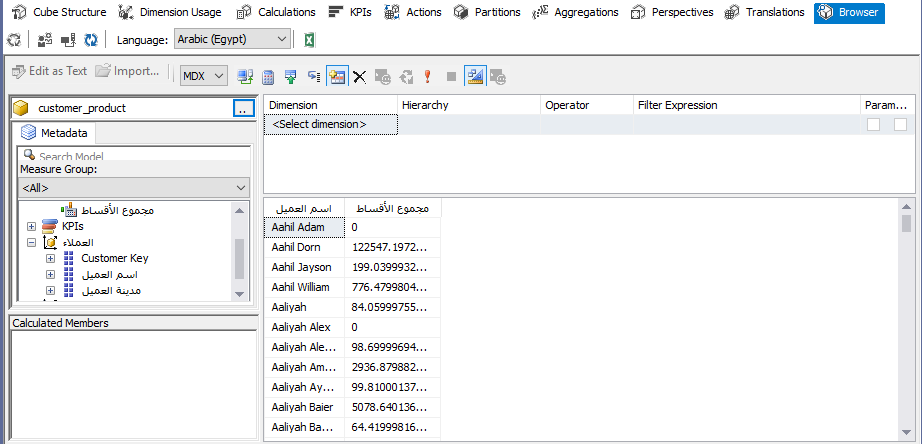 Cube Structure Dimension Usage Calculations KPIs Actions Partitions Aggregations Perspectives Translations Browser
Language: Arabic (Egypt)
Edit as Text Import... MDX
customer_product ..
Metadata
Search Model
Measure Group:
<All>
مجموع الأقساط
KPIs
العملاء
Customer Key
اسم العميل
مدينة العميل
Calculated Members
Dimension Hierarchy Operator Filter Expression Param...
<Select dimension>
اسم العميل مجموع الأقساط
Aahil Adam 0
Aahil Dorn 122547.1972...
Aahil Jayson 199.0399932...
Aahil William 776.4799804...
Aaliyah 84.05999755...
Aaliyah Alex 0
Aaliyah Ale... 98.69999694...
Aaliyah Am... 2936.879882...
Aaliyah Ay... 99.81000137...
Aaliyah Baier 5078.640136...
Aaliyah Ba... 64.41999816...